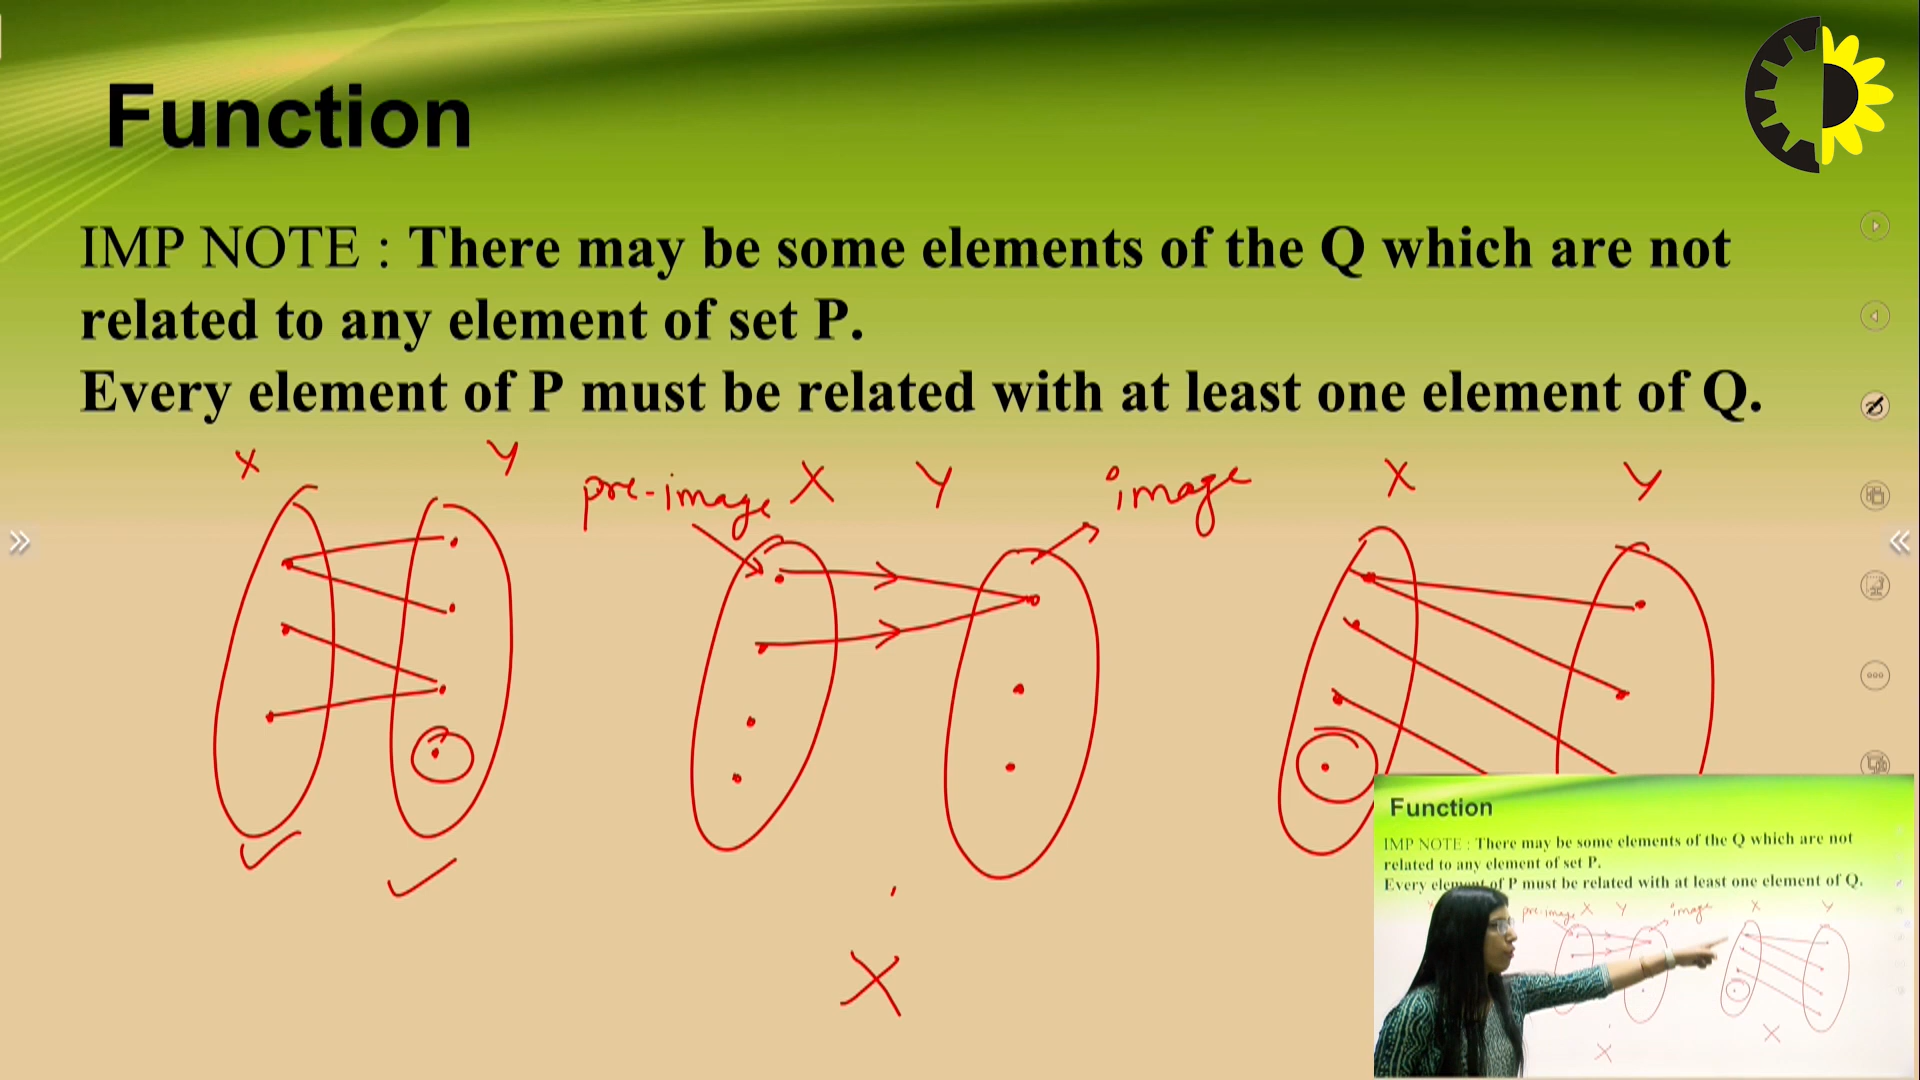 Function
IMP NOTE : There may be some elements of the Q which are not
related to any element of set P.
Every element of P must be related with at least one element of Q.
X Y pre-image X Y image X Y
X
Function
IMP NOTE : There may be some elements of the Q which are not
related to any element of set P.
Every element of P must be related with at least one element of Q.
pre-image X Y image X Y
X X